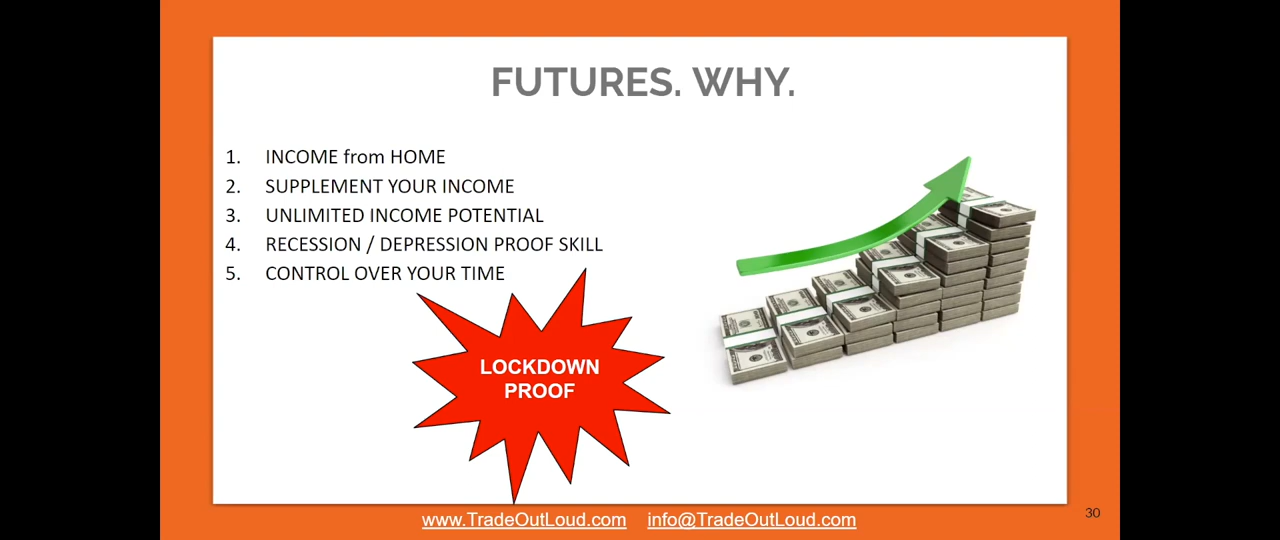 FUTURES. WHY.
1. INCOME from HOME
2. SUPPLEMENT YOUR INCOME
3. UNLIMITED INCOME POTENTIAL
4. RECESSION / DEPRESSION PROOF SKILL
5. CONTROL OVER YOUR TIME
LOCKDOWN
PROOF
www.TradeOutLoud.com info@TradeOutLoud.com
30